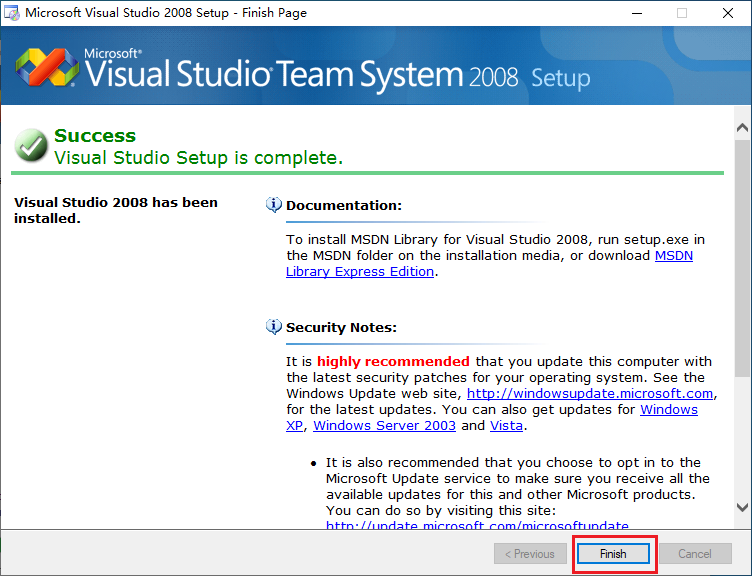 Microsoft Visual Studio 2008 Setup - Finish Page
Microsoft®
Visual Studio® Team System 2008 Setup
Success
Visual Studio Setup is complete.
Visual Studio 2008 has been
installed.
Documentation:
To install MSDN Library for Visual Studio 2008, run setup.exe in
the MSDN folder on the installation media, or download MSDN
Library Express Edition.
Security Notes:
It is highly recommended that you update this computer with
the latest security patches for your operating system. See the
Windows Update web site, http://windowsupdate.microsoft.com,
for the latest updates. You can also get updates for Windows
XP, Windows Server 2003 and Vista.
• It is also recommended that you choose to opt in to the
Microsoft Update service to make sure you receive all the
available updates for this and other Microsoft products.
You can do so by visiting this site:
http://update.microsoft.com/microsoftupdate
< Previous
Finish
Cancel